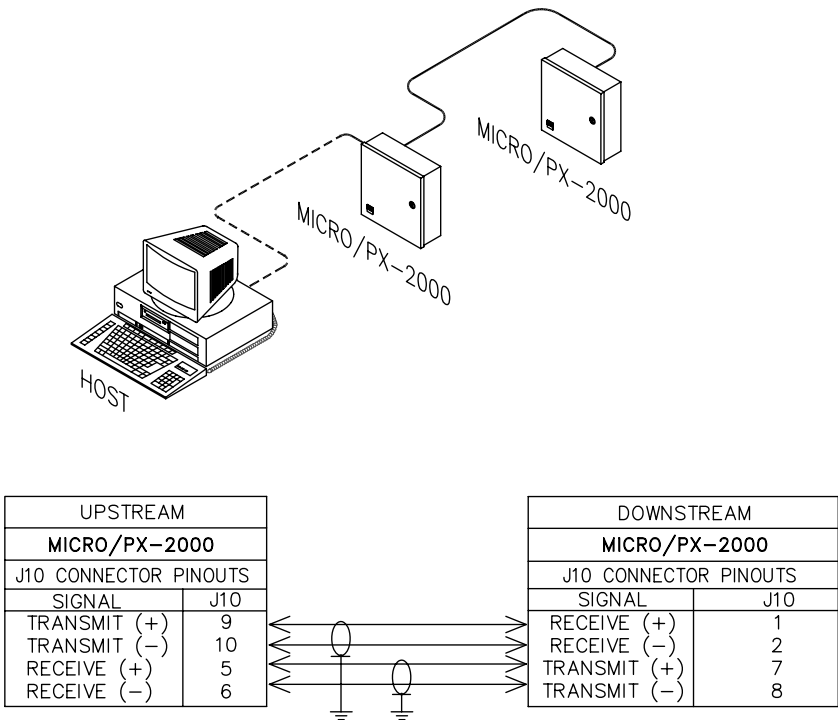 MICRO/PX-2000
MICRO/PX-2000
HOST
UPSTREAM
MICRO/PX-2000
J10 CONNECTOR PINOUTS
SIGNAL J10
TRANSMIT (+) 9
TRANSMIT (-) 10
RECEIVE (+) 5
RECEIVE (-) 6
DOWNSTREAM
MICRO/PX-2000
J10 CONNECTOR PINOUTS
SIGNAL J10
RECEIVE (+) 1
RECEIVE (-) 2
TRANSMIT (+) 7
TRANSMIT (-) 8